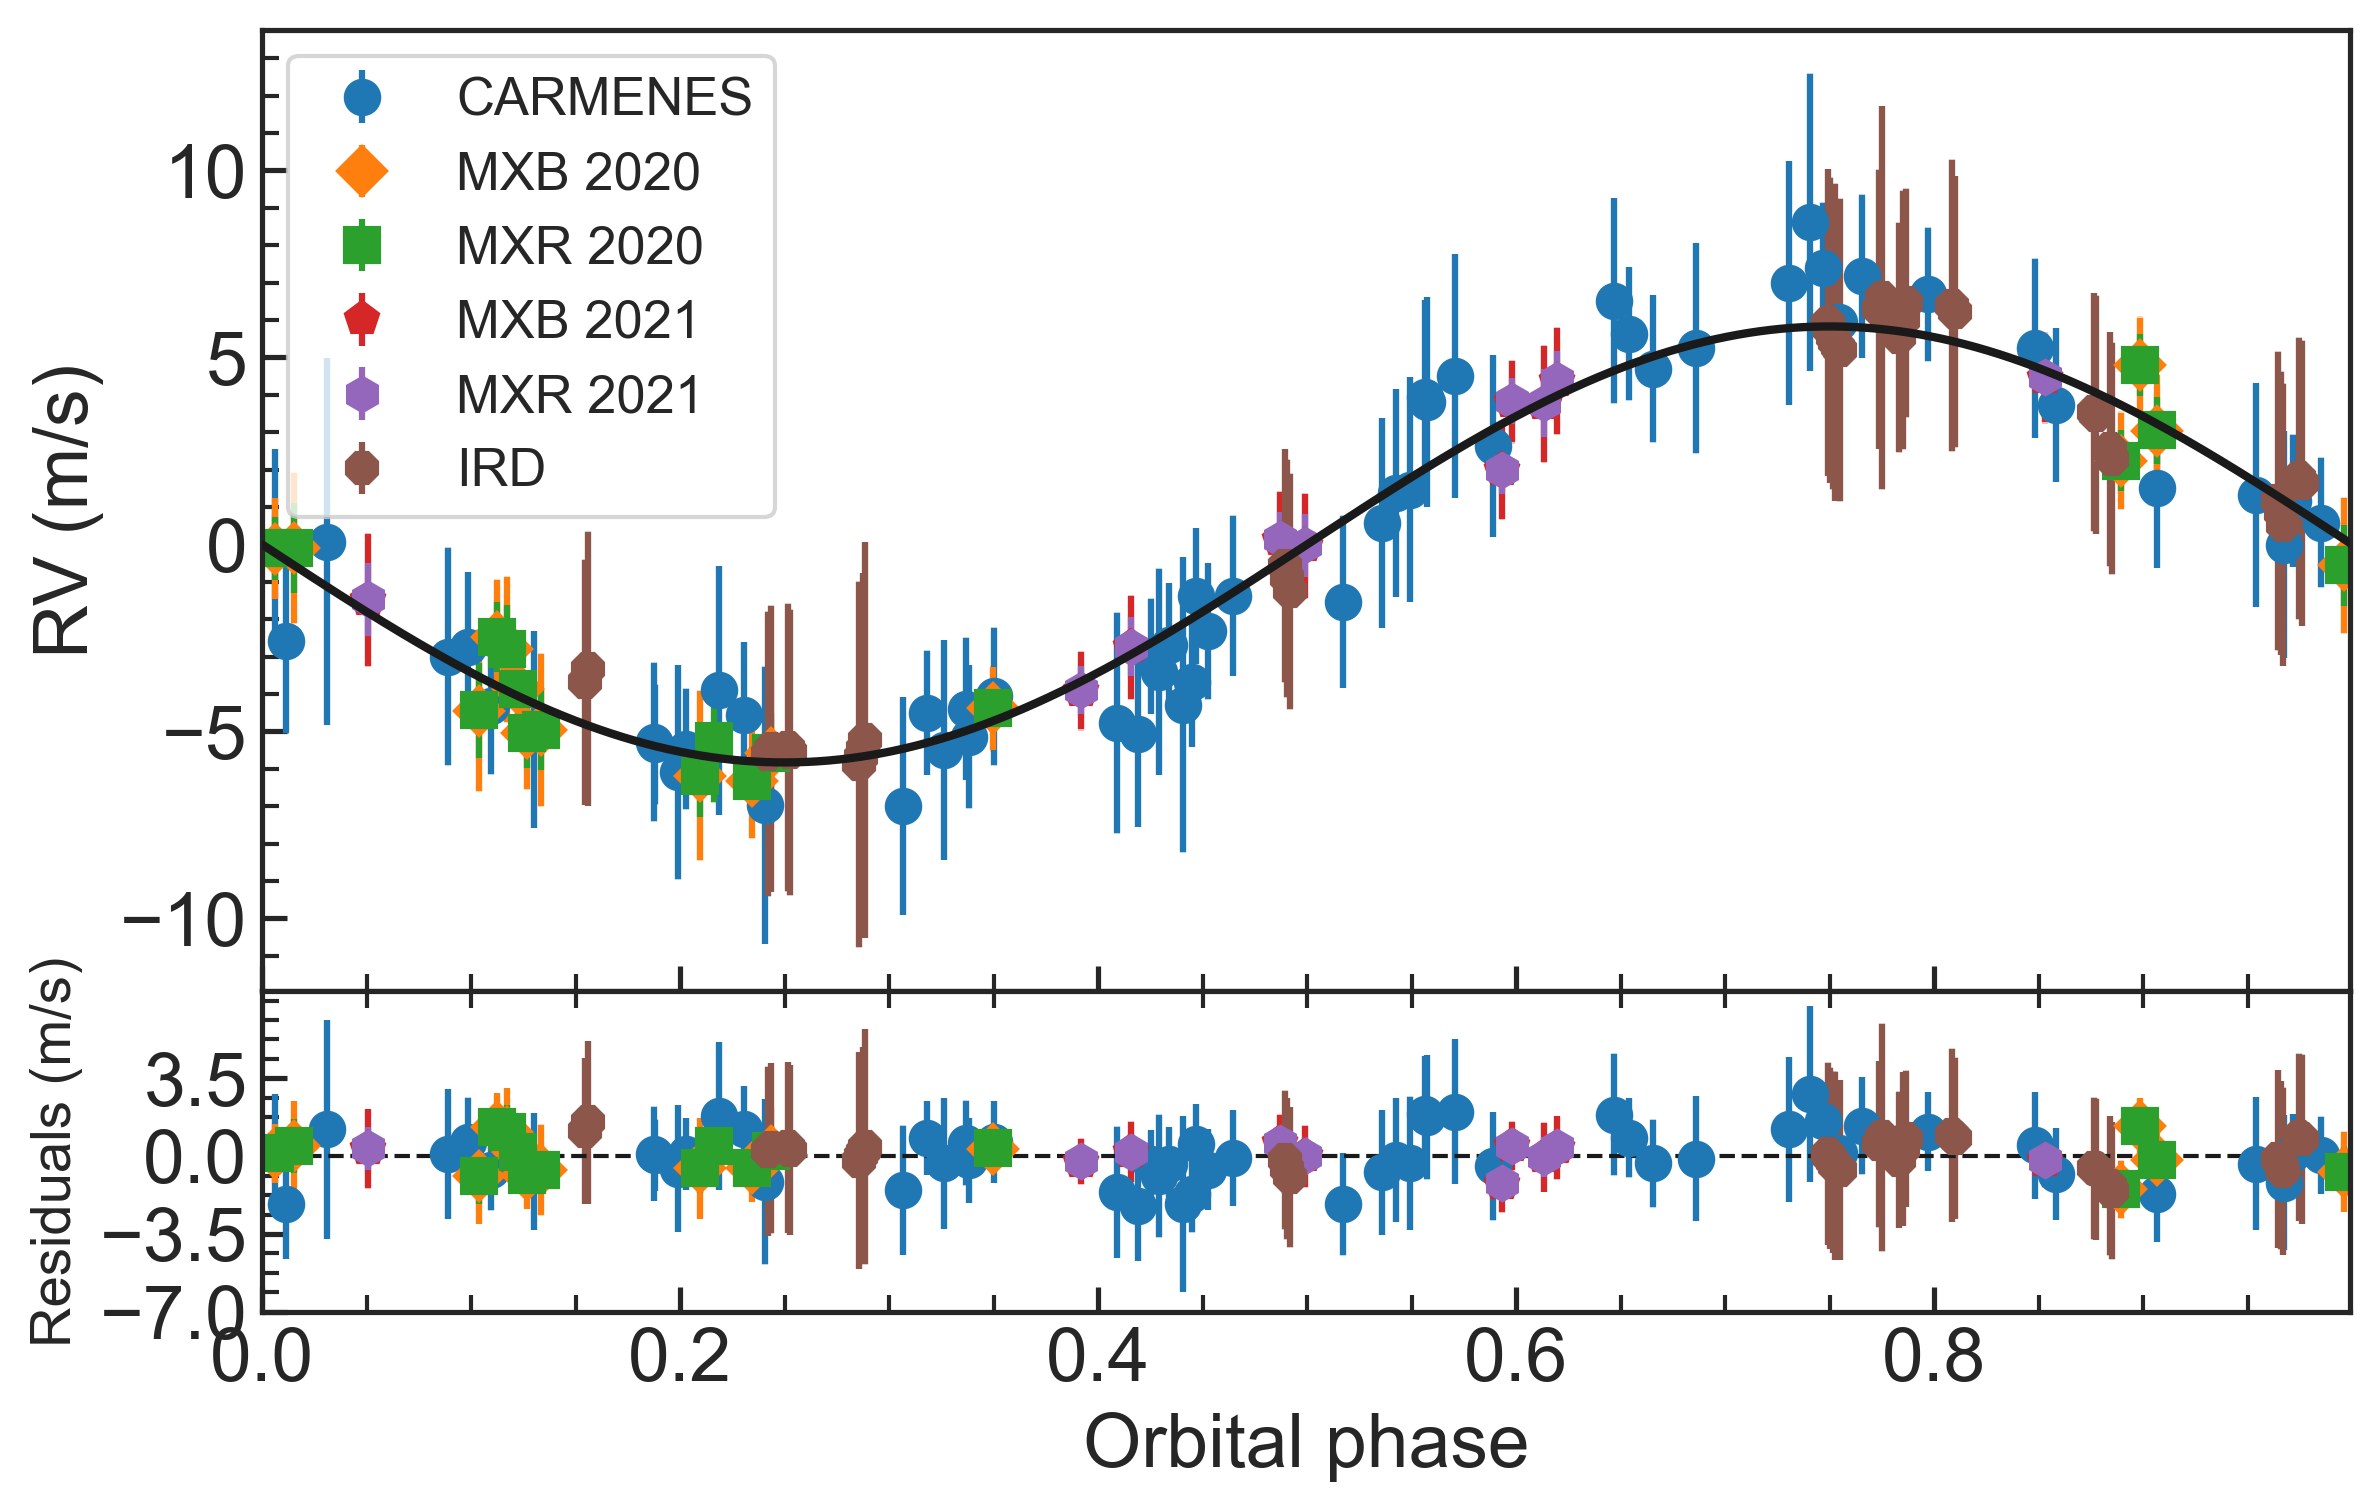 CARMENES
MXB 2020
MXR 2020
MXB 2021
MXR 2021
IRD
RV (m/s)
10
5
0
−5
−10
Residuals (m/s)
3.5
0.0
−3.5
−7.0
0.0 0.2 0.4 0.6 0.8
Orbital phase